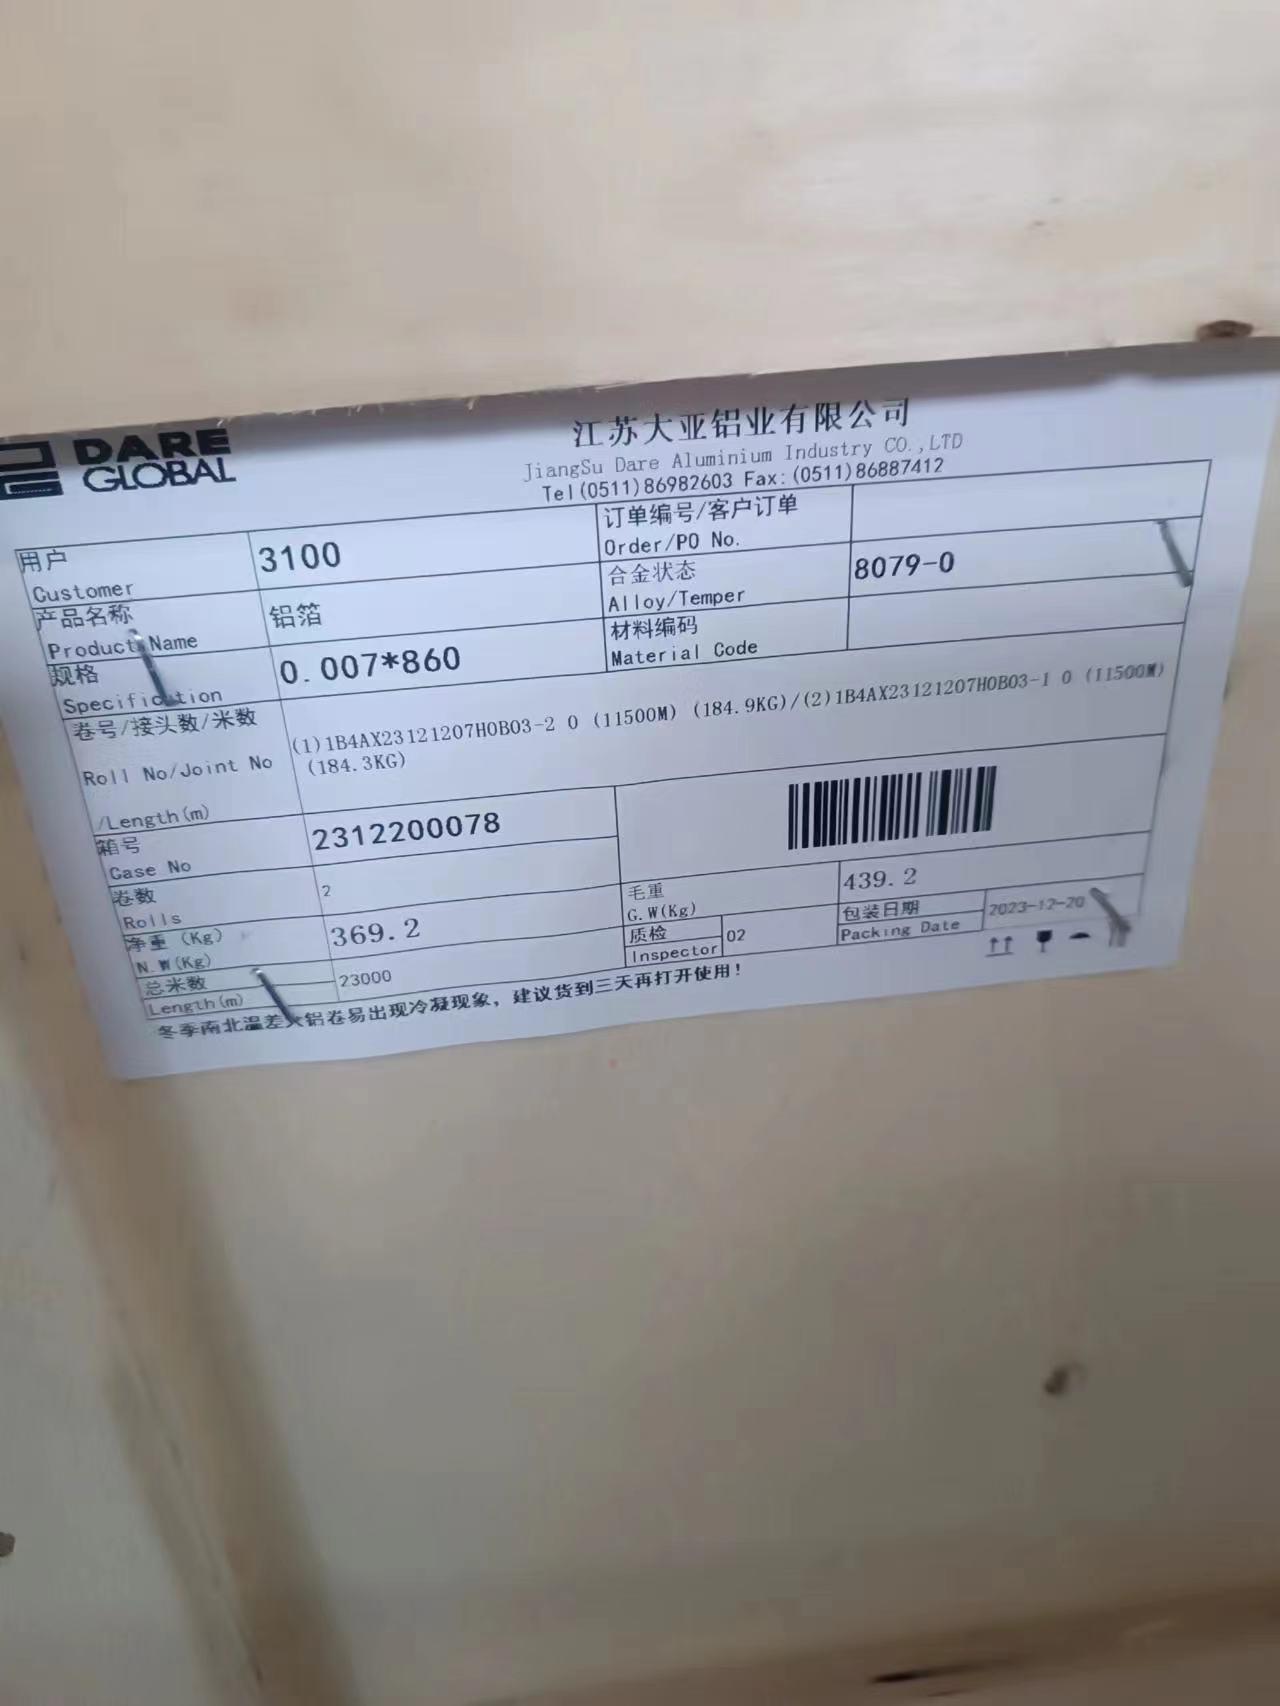 DARE
GLOBAL
江苏大亚铝业有限公司
JiangSu Dare Aluminium Industry CO.,LTD
Tel(0511)86982603 Fax:(0511)86887412
用户
Customer
3100
订单编号/客户订单
Order/PO No.
产品名称
Product Name
铝箔
合金状态
Alloy/Temper
8079-0
规格
Specification
0.007*860
材料编码
Material Code
卷号/接头数/米数
Roll No/Joint No
/Length(m)
(1)1B4AX23121207H0B03-2 0 (11500M) (184.9KG)/(2)1B4AX23121207H0B03-1 0 (11500M)
(184.3KG)
箱号
Case No
2312200078
卷数
Rolls
2
毛重
G.W(Kg)
439.2
净重 (Kg)
N.W(Kg)
369.2
质检
Inspector
02
包装日期
Packing Date
2023-12-20
总米数
Length(m)
23000
冬季南北温差大铝卷易出现冷凝现象，建议货到三天再打开使用！